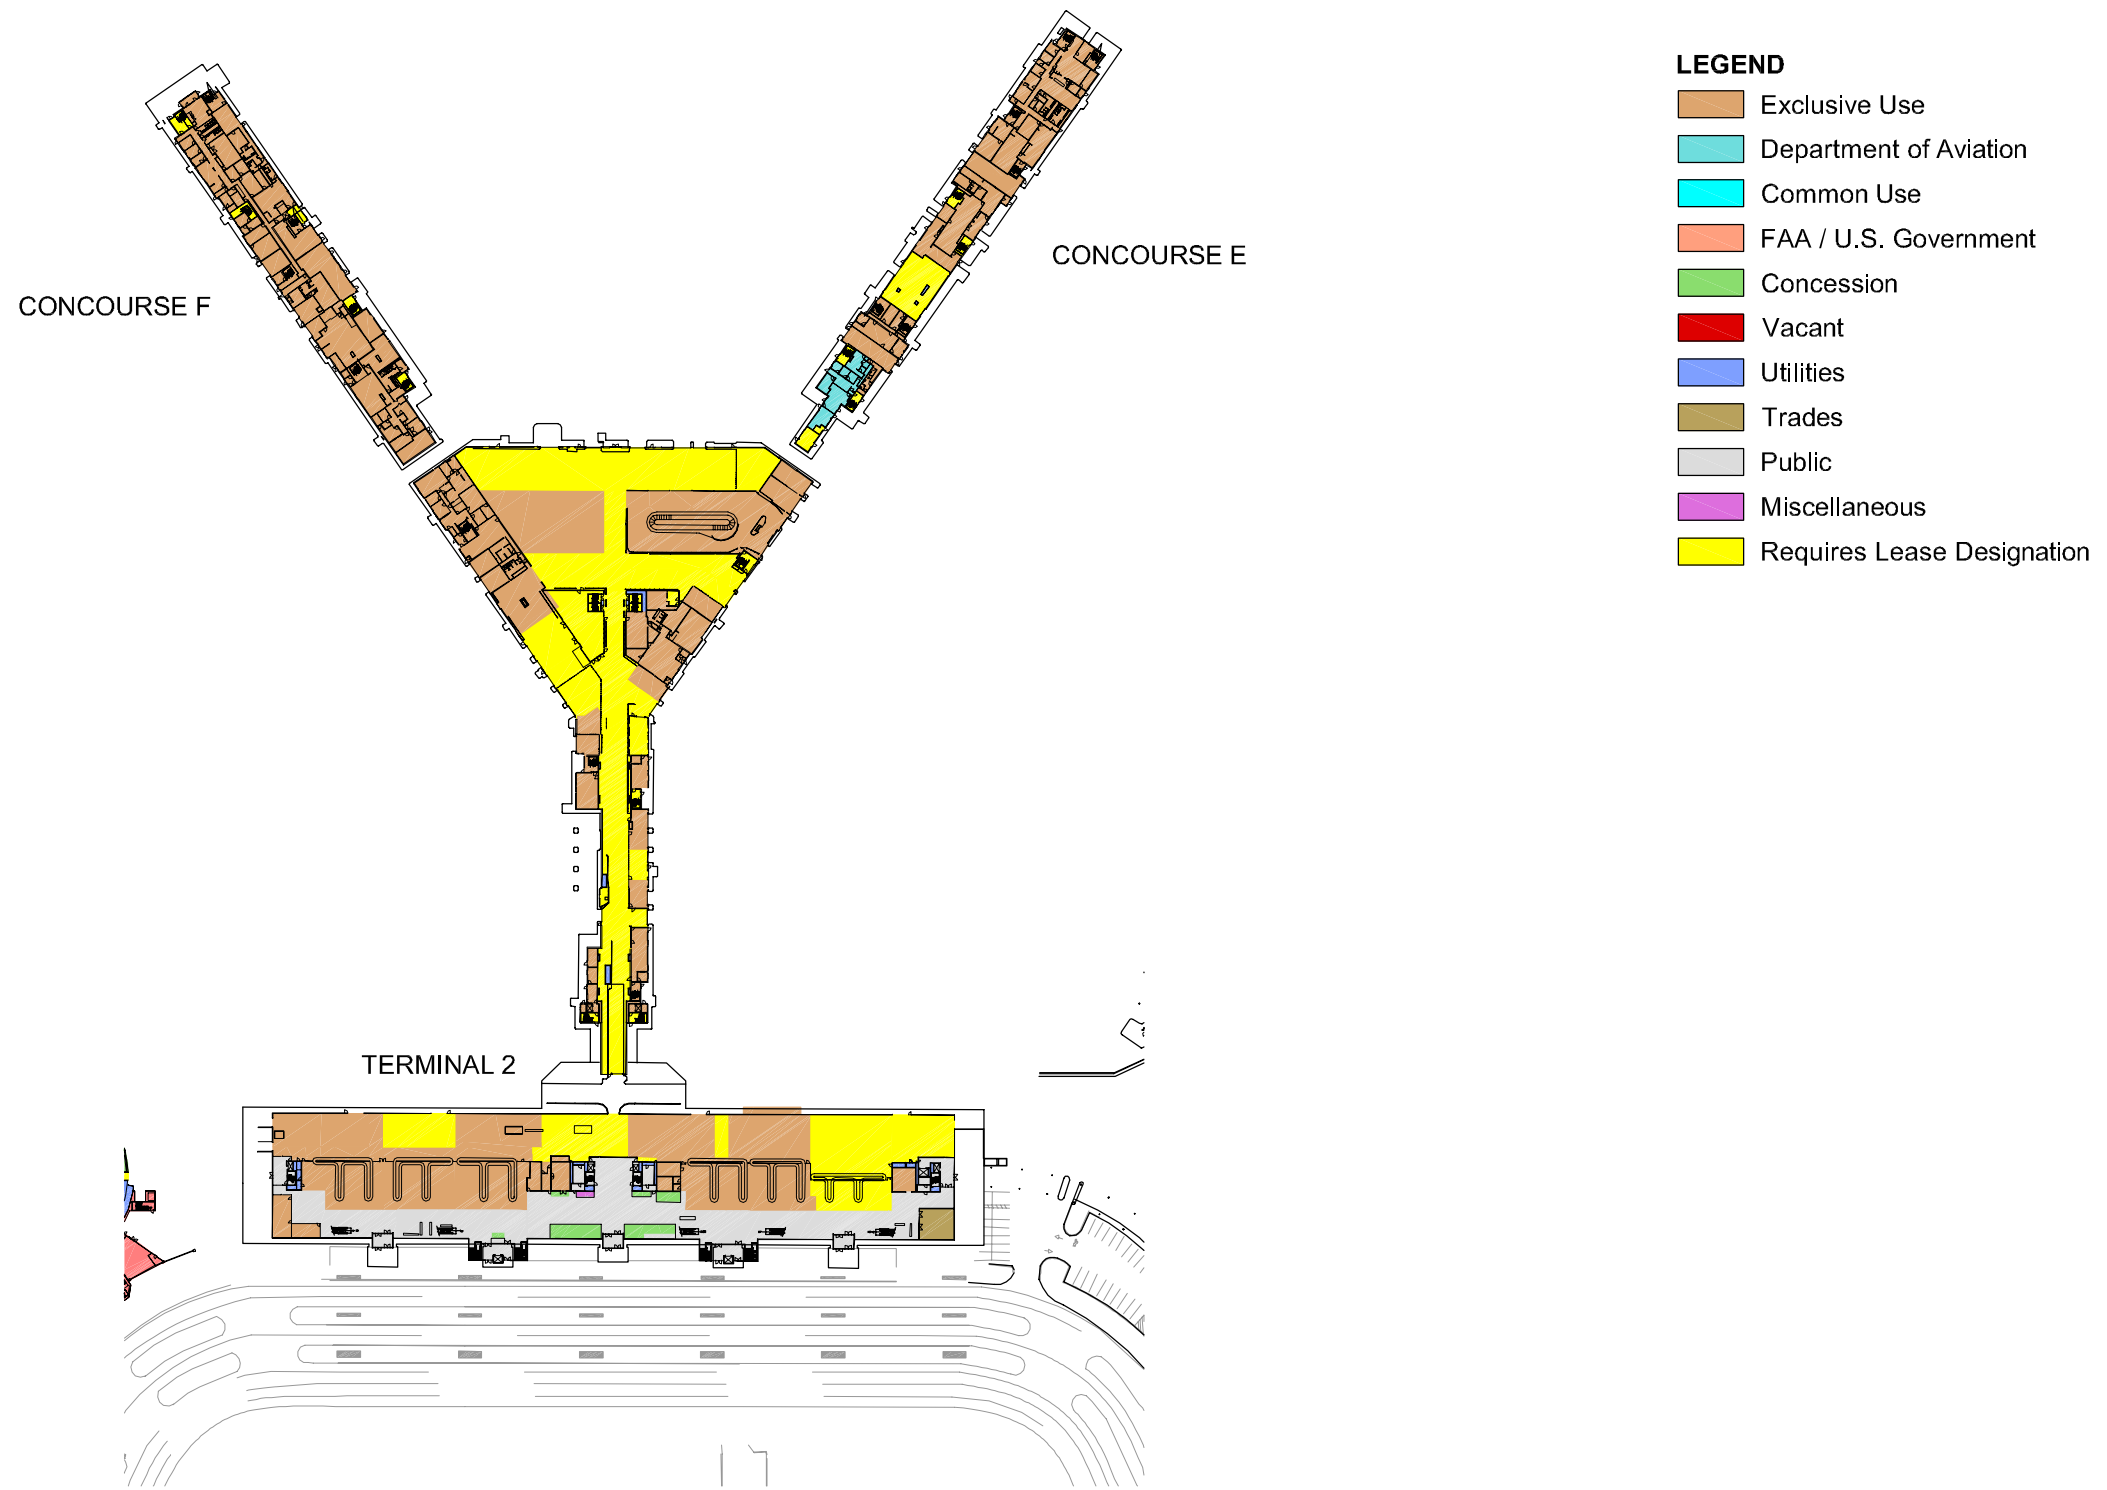 LEGEND
Exclusive Use
Department of Aviation
Common Use
FAA / U.S. Government
Concession
Vacant
Utilities
Trades
Public
Miscellaneous
Requires Lease Designation
CONCOURSE E
CONCOURSE F
TERMINAL 2